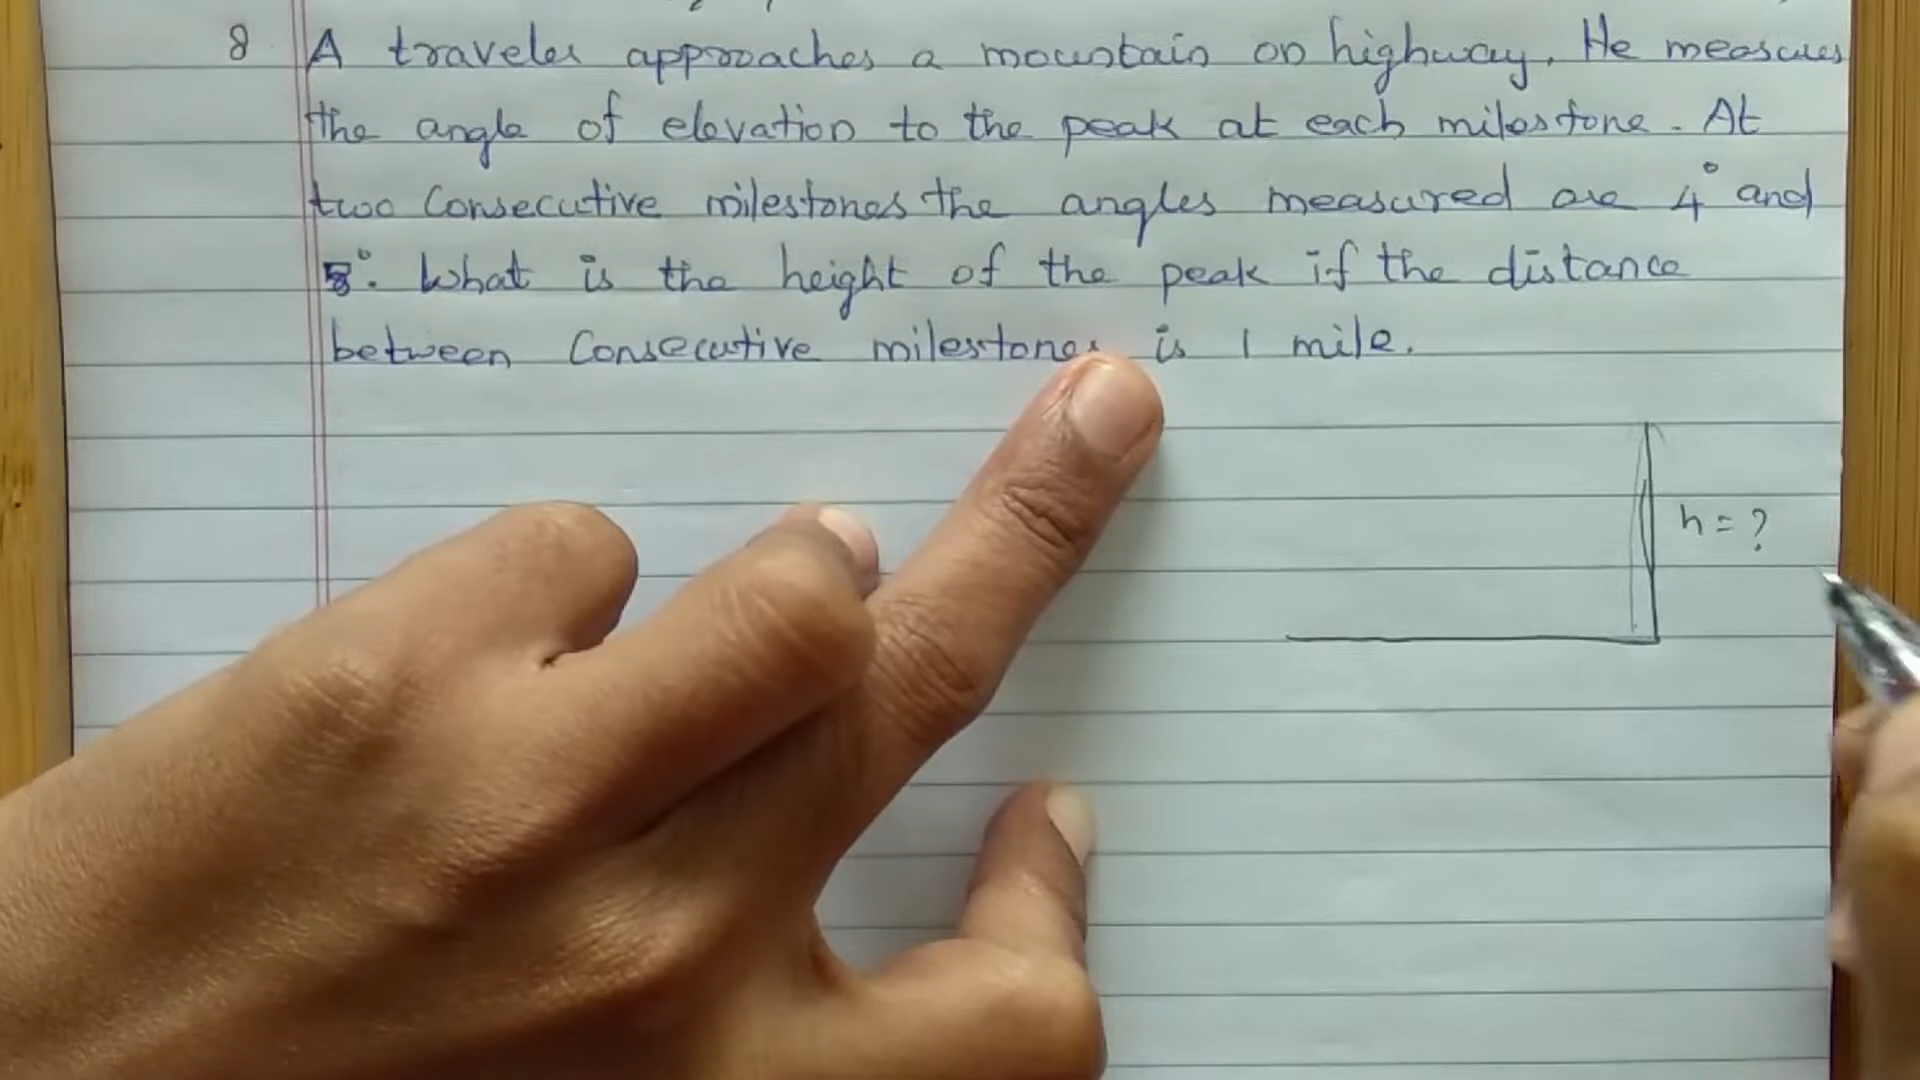 8 A traveler approaches a mountain on highway. He measures
the angle of elevation to the peak at each milestone. At
two Consecutive milestones the angles measured are 4° and
8°. What is the height of the peak if the distance
between Consecutive milestones is 1 mile.
h = ?